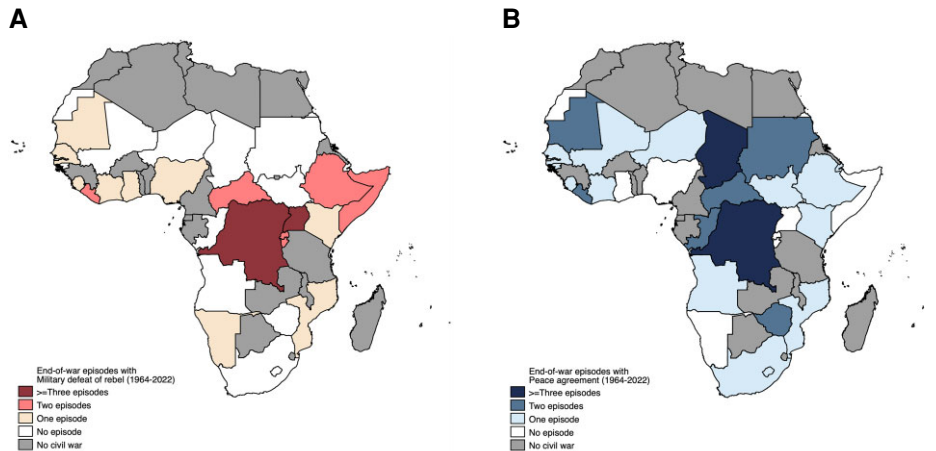 A
B
End-of-war episodes with
Military defeat of rebel (1964-2022)
>=Three episodes
Two episodes
One episode
No episode
No civil war
End-of-war episodes with
Peace agreement (1964-2022)
>=Three episodes
Two episodes
One episode
No episode
No civil war